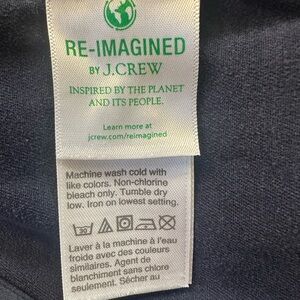 RE-IMAGINED
BY J.CREW
INSPIRED BY THE PLANET
AND ITS PEOPLE.
Learn more at
jcrew.com/reimagined
Machine wash cold with
like colors. Non-chlorine
bleach only. Tumble dry
low. Iron on lowest setting.
30
Laver à la machine à l'eau
froide avec des couleurs
similaires. Agent de
blanchiment sans chlore
seulement. Sécher au